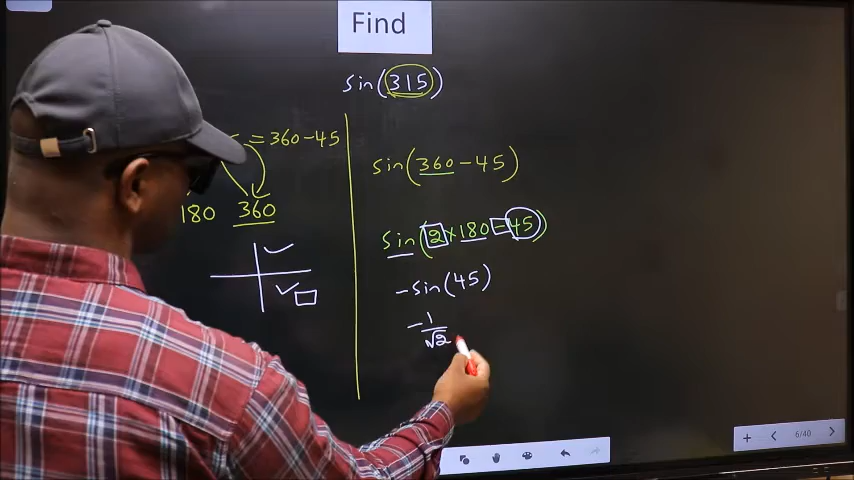 Find
sin(315)
= 360 - 45
180 360
sin(360 - 45)
sin(2 × 180 - 45)
- sin(45)
- 1/√2
6/40